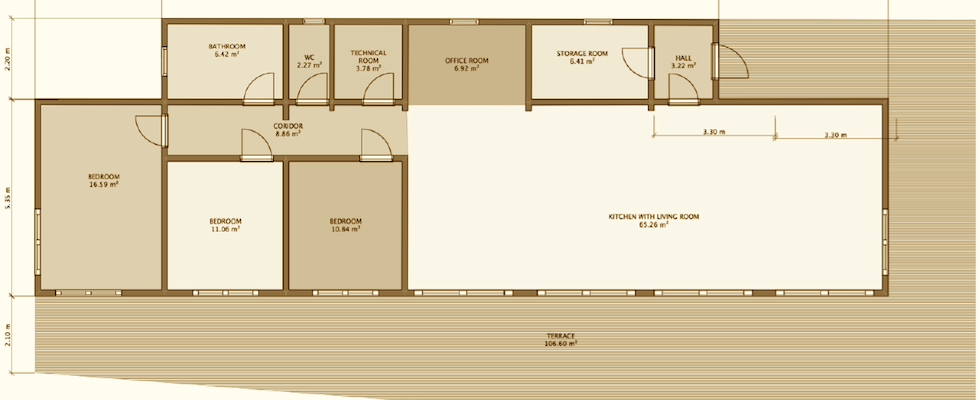 BATHROOM
6.42 m²
WC
2.27 m²
TECHNICAL
ROOM
3.78 m²
OFFICE ROOM
6.92 m²
STORAGE ROOM
6.41 m²
HALL
3.22 m²
2.20 m
CORIDOR
8.86 m²
3.30 m
3.30 m
BEDROOM
16.59 m²
5.35 m
BEDROOM
11.06 m²
BEDROOM
10.84 m²
KITCHEN WITH LIVING ROOM
65.26 m²
2.10 m
TERRACE
106.60 m²